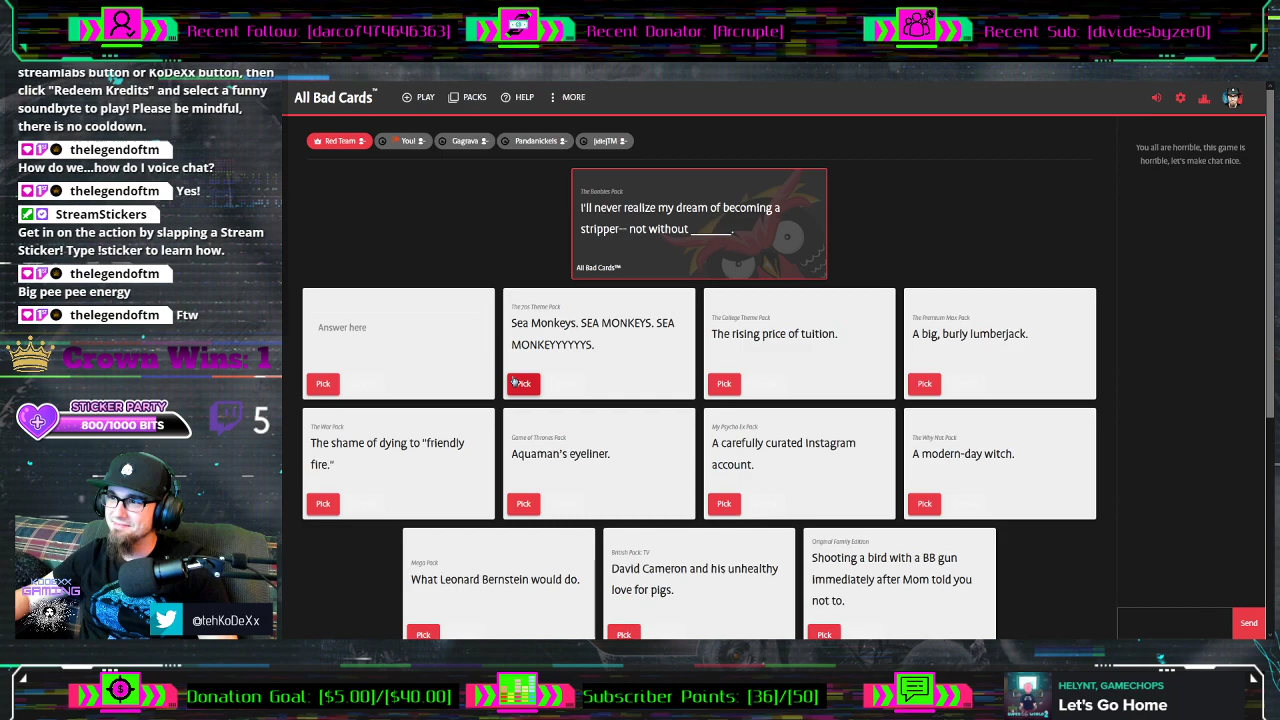 Recent Follow: [darco7474646363]
Recent Donator: [Arcruple]
Recent Sub: [dividesbyzer0]
streamlabs button or KoDeXx button, then
click "Redeem Kredits" and select a funny
soundbyte to play! Please be mindful,
there is no cooldown.
thelegendoftm
How do we...how do I voice chat?
thelegendoftm Yes!
StreamStickers
Get in on the action by slapping a Stream
Sticker! Type !sticker to learn how.
thelegendoftm
Big pee pee energy
thelegendoftm Ftw
Crown Wins: 1
STICKER PARTY
800/1000 BITS
5
KODEXX
GAMING
@tehKoDeXx
All Bad Cards™
PLAY
PACKS
HELP
MORE
Red Team
You!
Gagrava
Pandanickels
TM
You all are horrible, this game is
horrible, let's make chat nice.
The Boobies Pack
I'll never realize my dream of becoming a
stripper-- not without ______.
All Bad Cards™
Answer here
Pick
The 70s Theme Pack
Sea Monkeys. SEA MONKEYS. SEA
MONKEYYYYYS.
Pick
The College Theme Pack
The rising price of tuition.
Pick
The Premium Max Pack
A big, burly lumberjack.
Pick
The War Pack
The shame of dying to "friendly
fire."
Pick
Game of Thrones Pack
Aquaman's eyeliner.
Pick
My Psycho Ex Pack
A carefully curated Instagram
account.
Pick
The Why Not Pack
A modern-day witch.
Pick
Mega Pack
What Leonard Bernstein would do.
Pick
British Pack: TV
David Cameron and his unhealthy
love for pigs.
Pick
Original Family Edition
Shooting a bird with a BB gun
immediately after Mom told you
not to.
Pick
Send
Donation Goal: [$5.00]/[$40.00]
Subscriber Points: [36]/[50]
HELYNT, GAMECHOPS
Let's Go Home